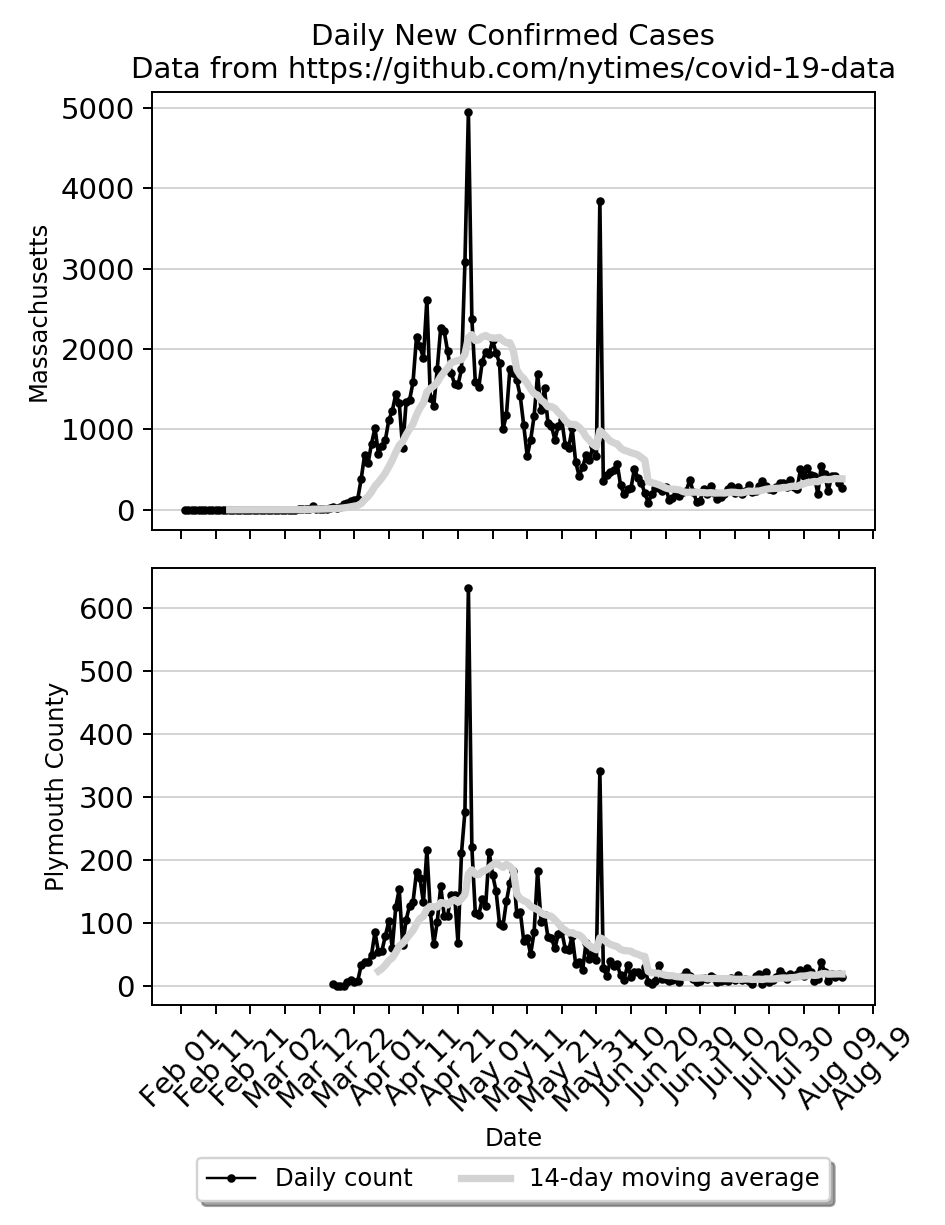 Daily New Confirmed Cases
Data from https://github.com/nytimes/covid-19-data
5000
4000
3000
2000
1000
0
Massachusetts
600
500
400
300
200
100
0
Plymouth County
Feb 01
Feb 11
Feb 21
Mar 02
Mar 12
Mar 22
Apr 01
Apr 11
Apr 21
May 01
May 11
May 21
May 31
Jun 10
Jun 20
Jun 30
Jul 10
Jul 20
Jul 30
Aug 09
Aug 19
Date
Daily count
14-day moving average